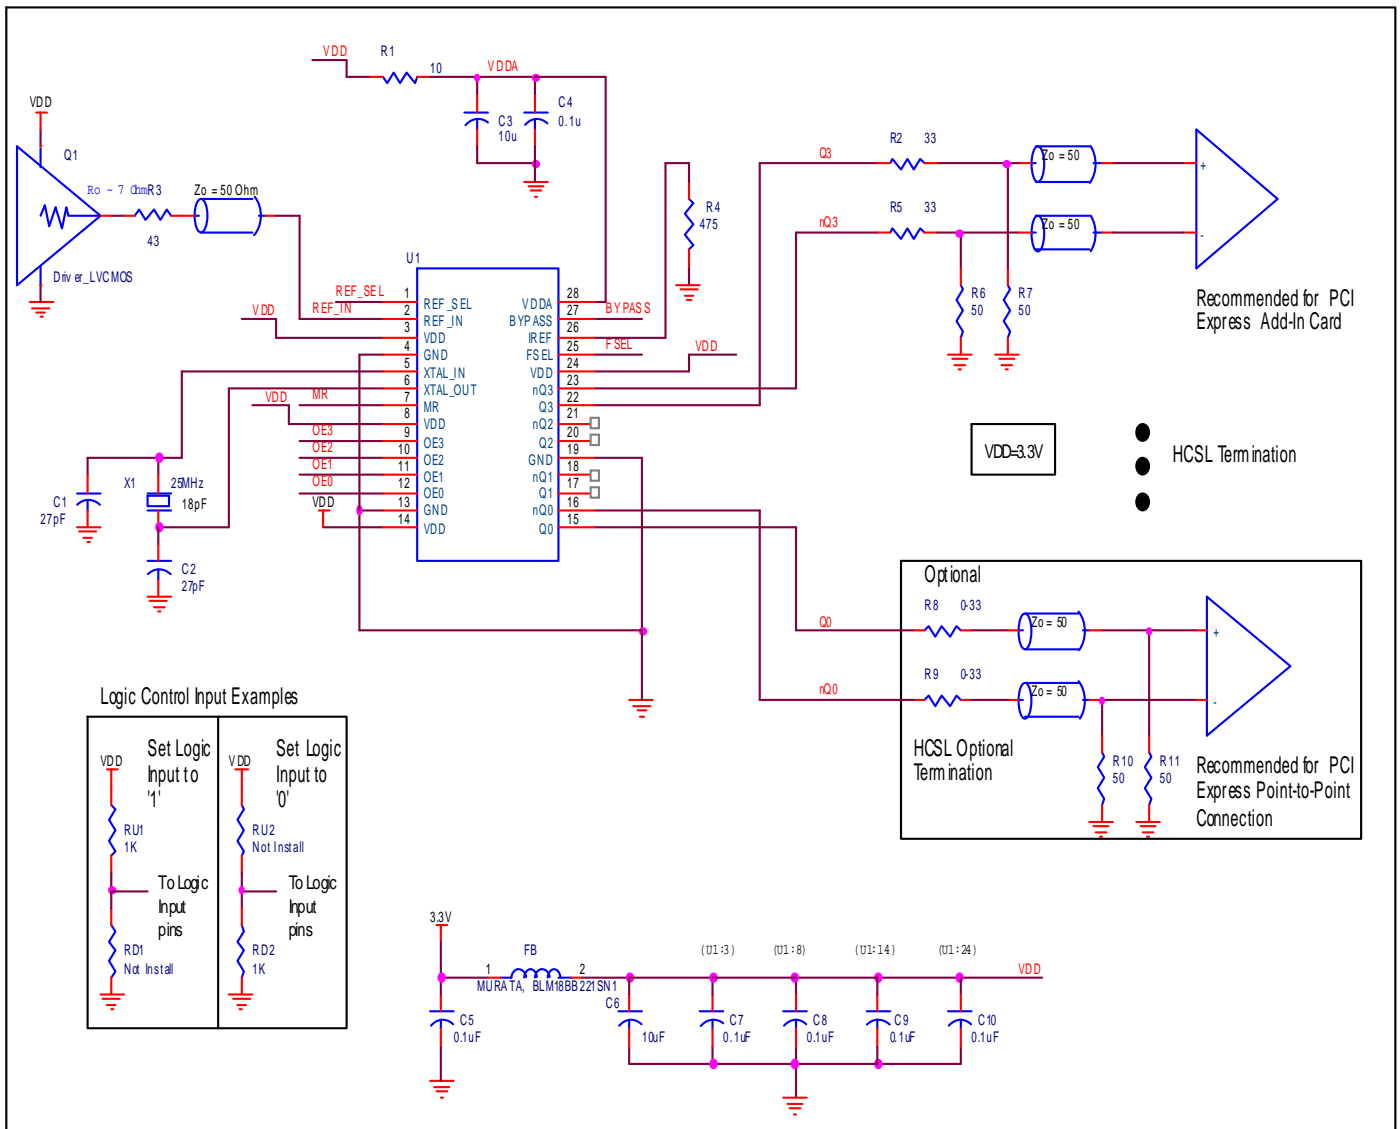 VDD
R1
10
VDDA
C3
10u
C4
0.1u
VDD
Q1
Ro ~ 7 Ohm
R3
43
Zo = 50 Ohm
Driver_LVCMOS
R4
475
Q3
R2
33
Zo = 50
+
nQ3
R5
33
Zo = 50
-
R6
50
R7
50
Recommended for PCI
Express Add-In Card
U1
REF_SEL
1
REF_SEL
REF_IN
2
REF_IN
VDD
3
VDD
4
GND
5
XTAL_IN
6
XTAL_OUT
MR
7
MR
VDD
8
VDD
OE3
9
OE3
OE2
10
OE2
OE1
11
OE1
OE0
12
OE0
13
GND
VDD
14
VDD
28
VDDA
27
BYPASS
BYPASS
26
IREF
25
FSEL
FSEL
24
VDD
VDD
23
nQ3
22
Q3
21
nQ2
20
Q2
19
GND
18
nQ1
17
Q1
16
nQ0
15
Q0
C1
27pF
X1
25MHz
18pF
C2
27pF
VDD=3.3V
HCSL Termination
Optional
Q0
R8
0-33
Zo = 50
+
nQ0
R9
0-33
Zo = 50
-
HCSL Optional
Termination
R10
50
R11
50
Recommended for PCI
Express Point-to-Point
Connection
Logic Control Input Examples
Set Logic
Input to
'1'
VDD
RU1
1K
To Logic
Input
pins
RD1
Not Install
Set Logic
Input to
'0'
VDD
RU2
Not Install
To Logic
Input
pins
RD2
1K
3.3V
1
FB
2
MURATA, BLM18BB221SN1
(U1:3)
(U1:8)
(U1:14)
(U1:24)
VDD
C5
0.1uF
C6
10uF
C7
0.1uF
C8
0.1uF
C9
0.1uF
C10
0.1uF